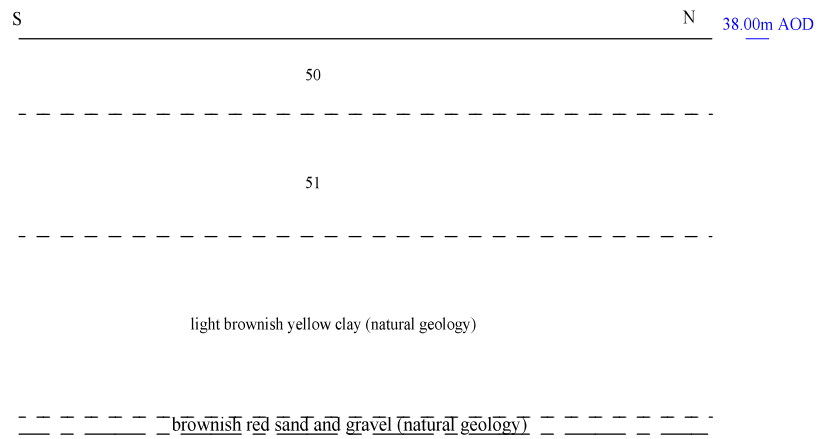 S N 38.00m AOD
50
51
light brownish yellow clay (natural geology)
brownish red sand and gravel (natural geology)